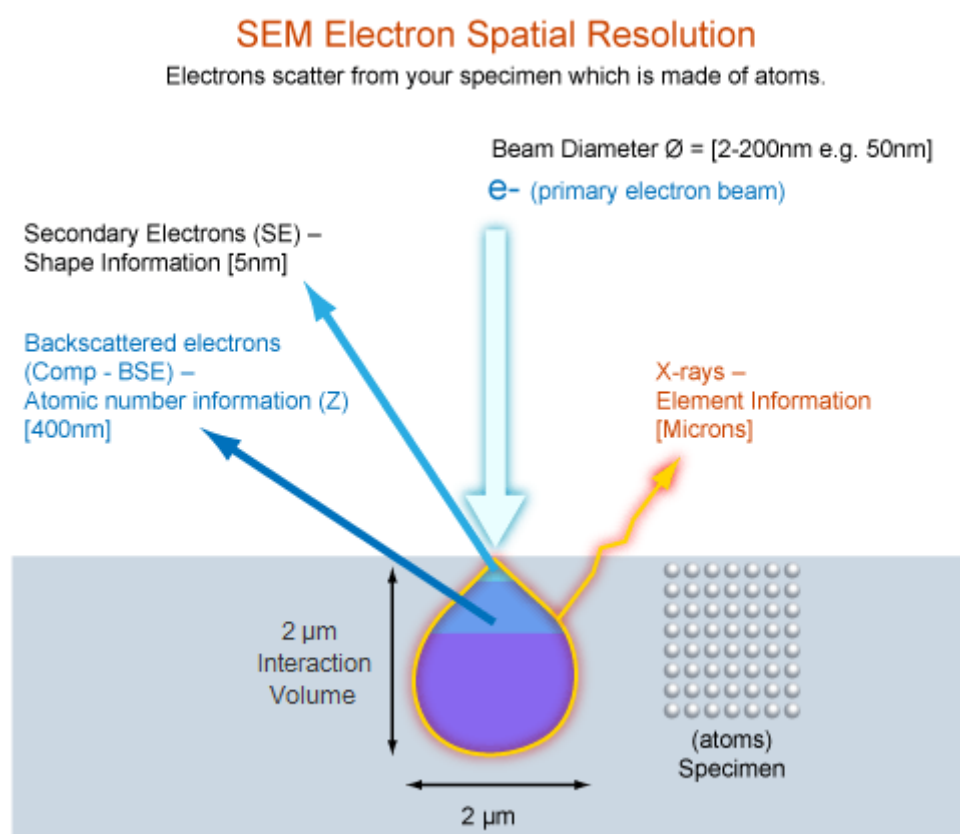 SEM Electron Spatial Resolution
Electrons scatter from your specimen which is made of atoms.
Beam Diameter Ø = [2-200nm e.g. 50nm]
e- (primary electron beam)
Secondary Electrons (SE) –
Shape Information [5nm]
Backscattered electrons
(Comp - BSE) –
Atomic number information (Z)
[400nm]
X-rays –
Element Information
[Microns]
2 µm
Interaction
Volume
(atoms)
Specimen
2 µm